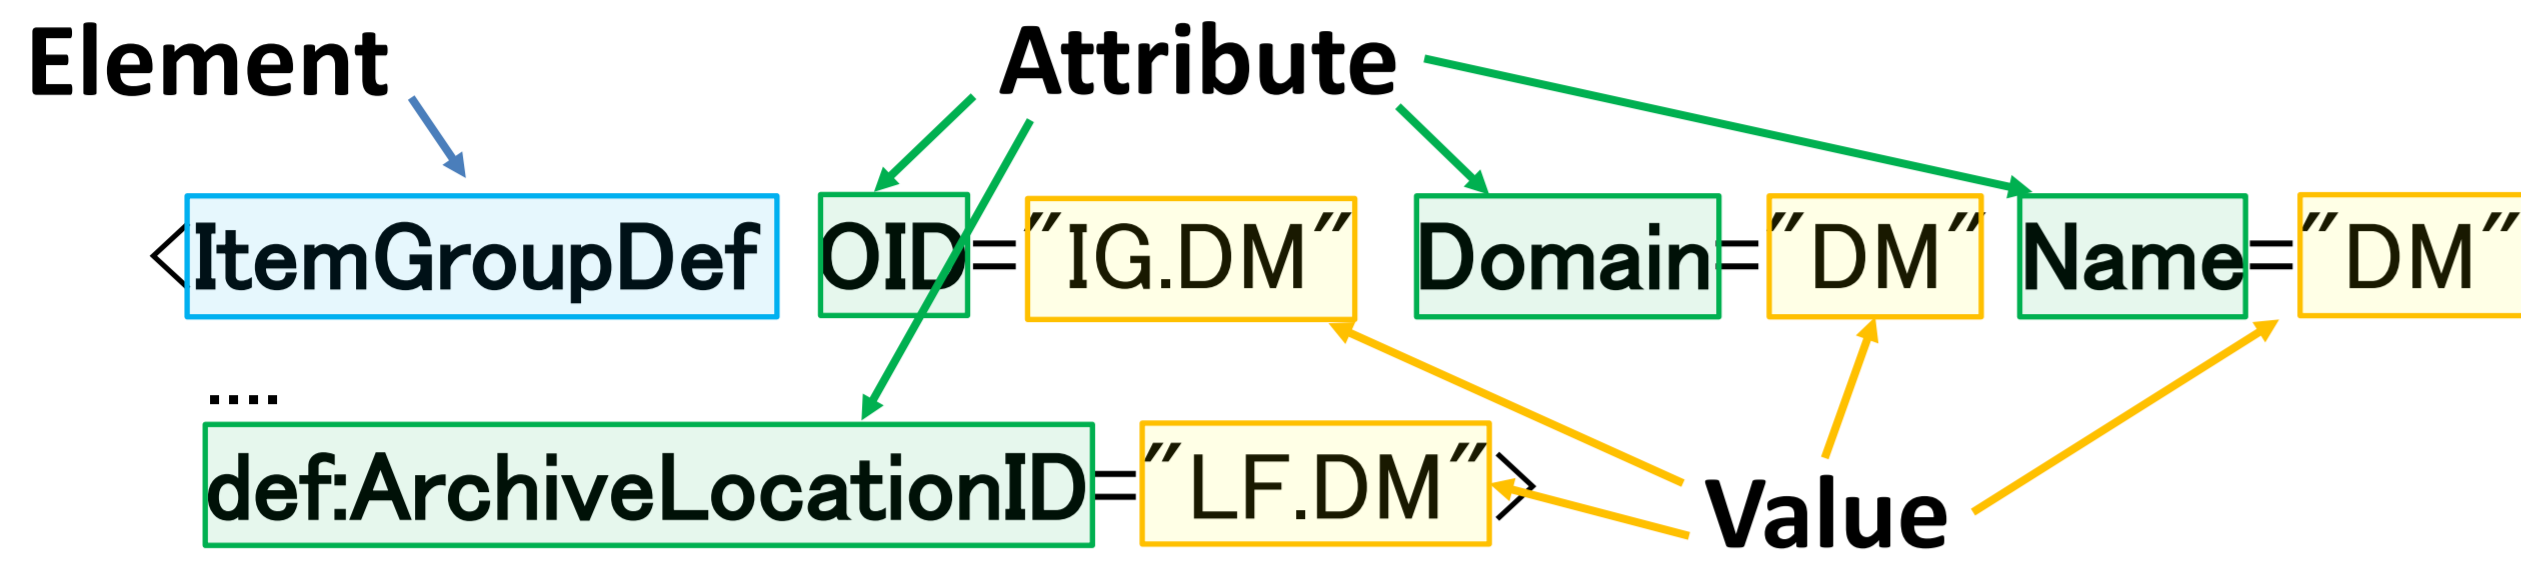 Element Attribute
<ItemGroupDef OID="IG.DM" Domain="DM" Name="DM"
....
def:ArchiveLocationID="LF.DM">
Value